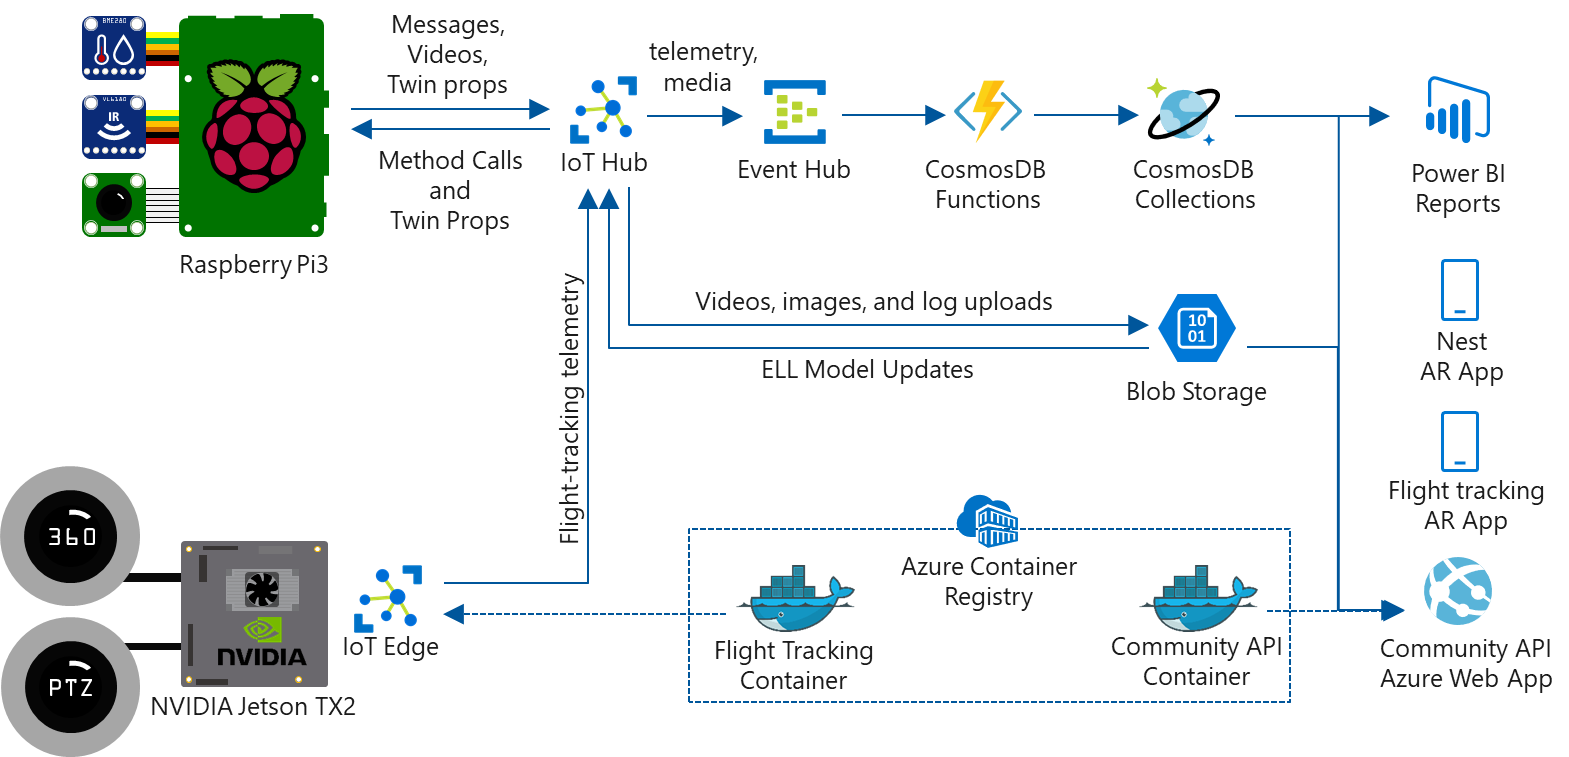 BME280
VL6180
IR
Raspberry Pi3
Messages,
Videos,
Twin props
Method Calls
and
Twin Props
IoT Hub
telemetry,
media
Event Hub
CosmosDB
Functions
CosmosDB
Collections
Power BI
Reports
Flight-tracking telemetry
Videos, images, and log uploads
ELL Model Updates
10
01
Blob Storage
Nest
AR App
Flight tracking
AR App
360
PTZ
NVIDIA
NVIDIA Jetson TX2
IoT Edge
Azure Container
Registry
Flight Tracking
Container
Community API
Container
Community API
Azure Web App